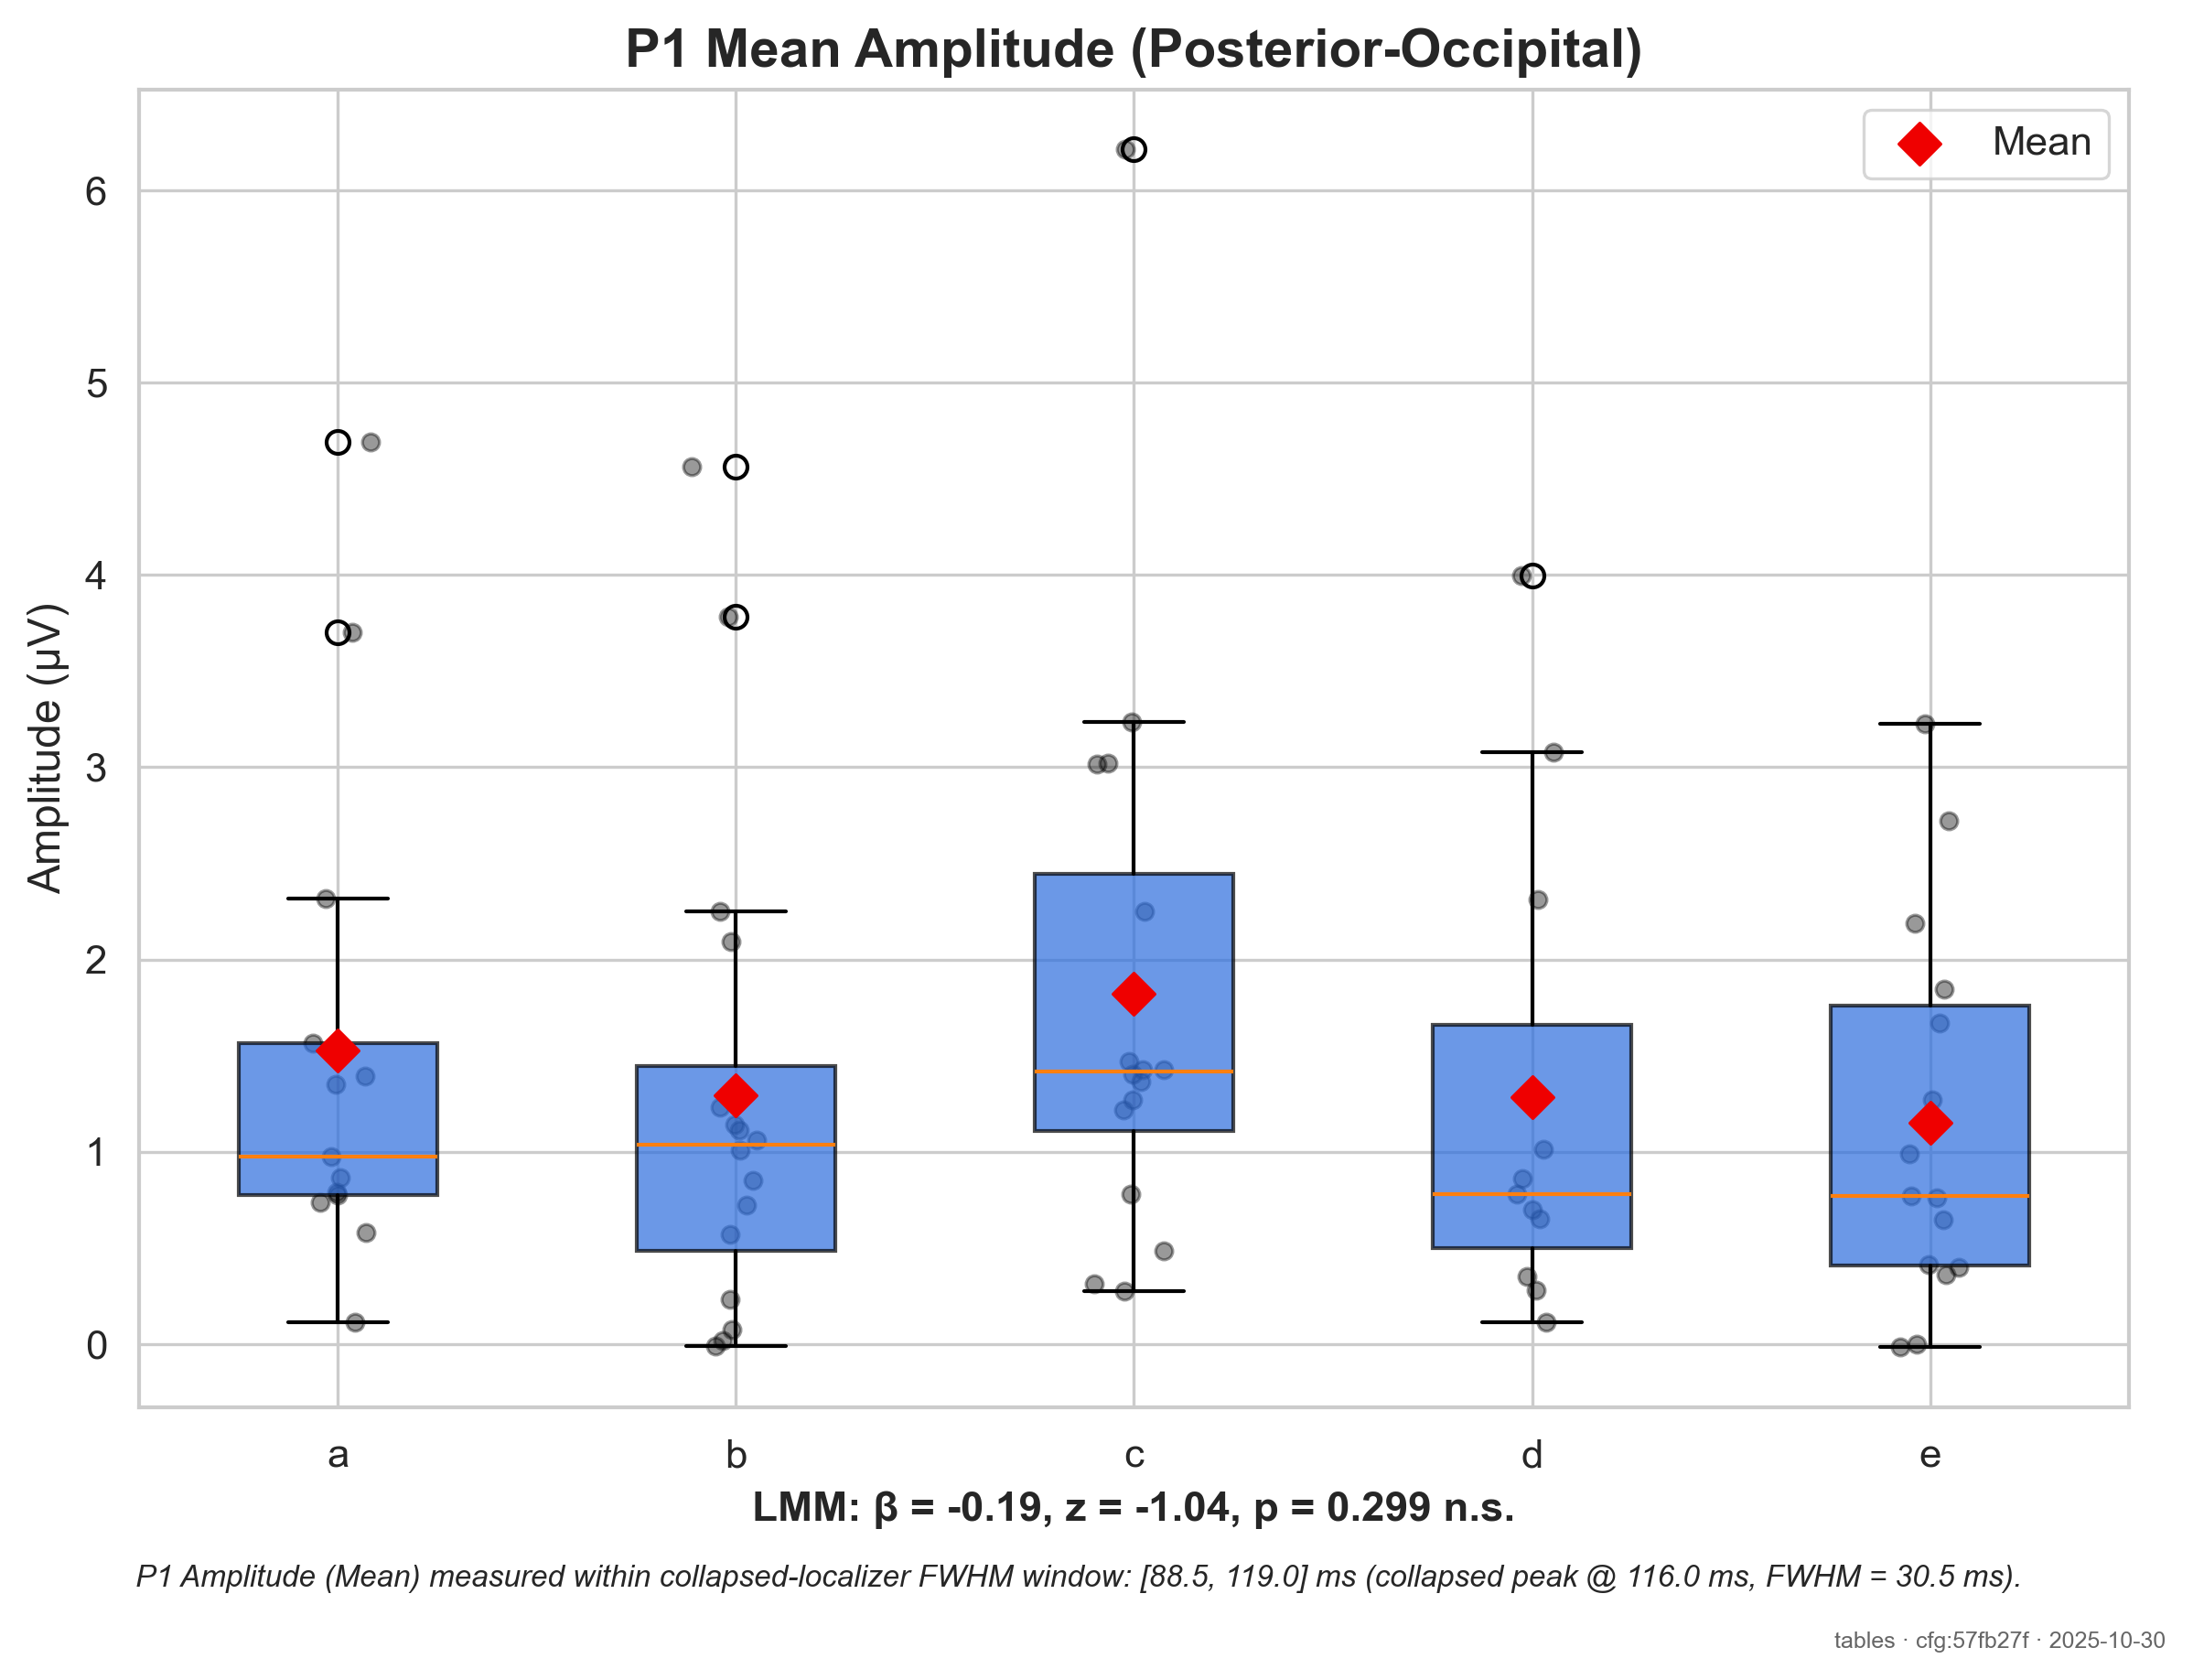 P1 Mean Amplitude (Posterior-Occipital)
Mean
Amplitude (µV)
6
5
4
3
2
1
0
a b c d e
LMM: β = -0.19, z = -1.04, p = 0.299 n.s.
P1 Amplitude (Mean) measured within collapsed-localizer FWHM window: [88.5, 119.0] ms (collapsed peak @ 116.0 ms, FWHM = 30.5 ms).
tables · cfg:57fb27f · 2025-10-30